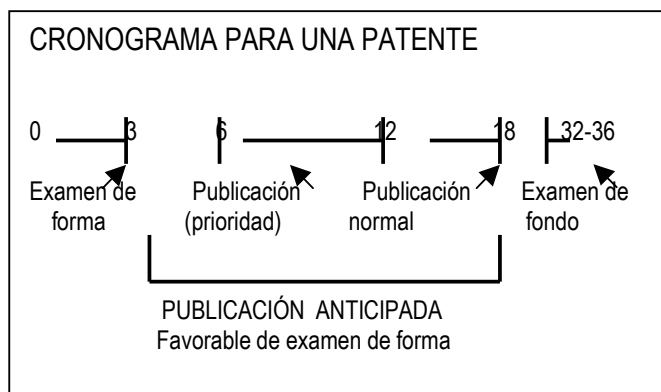 CRONOGRAMA PARA UNA PATENTE
0 3 6 12 18 32-36
Examen de Publicación Publicación Examen de
forma (prioridad) normal fondo
PUBLICACIÓN ANTICIPADA
Favorable de examen de forma